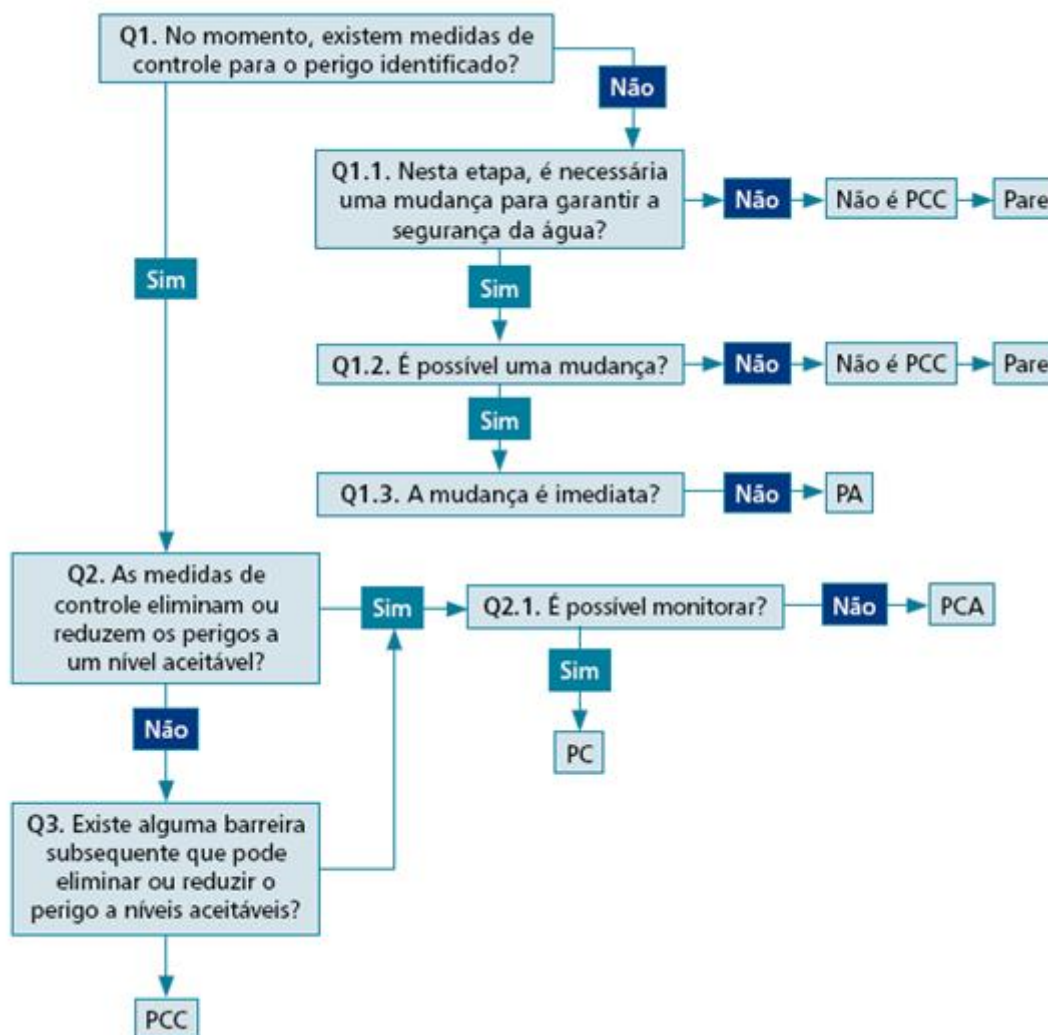 Q1. No momento, existem medidas de
controle para o perigo identificado?
Não
Q1.1. Nesta etapa, é necessária
uma mudança para garantir a
segurança da água?
Não
Não é PCC
Pare
Sim
Sim
Q1.2. É possível uma mudança?
Não
Não é PCC
Pare
Sim
Q1.3. A mudança é imediata?
Não
PA
Q2. As medidas de
controle eliminam ou
reduzem os perigos a
um nível aceitável?
Sim
Q2.1. É possível monitorar?
Não
PCA
Sim
PC
Não
Q3. Existe alguma barreira
subsequente que pode
eliminar ou reduzir o
perigo a níveis aceitáveis?
PCC